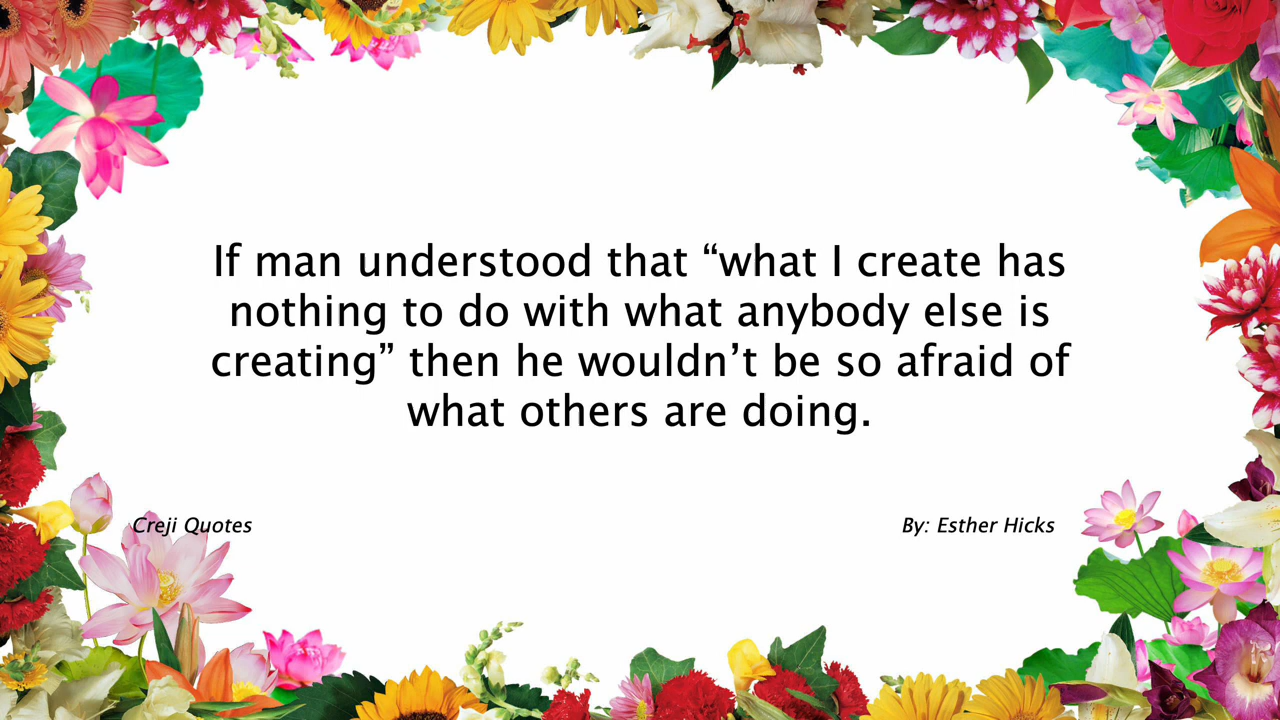 If man understood that “what I create has
nothing to do with what anybody else is
creating” then he wouldn’t be so afraid of
what others are doing.
Creji Quotes
By: Esther Hicks